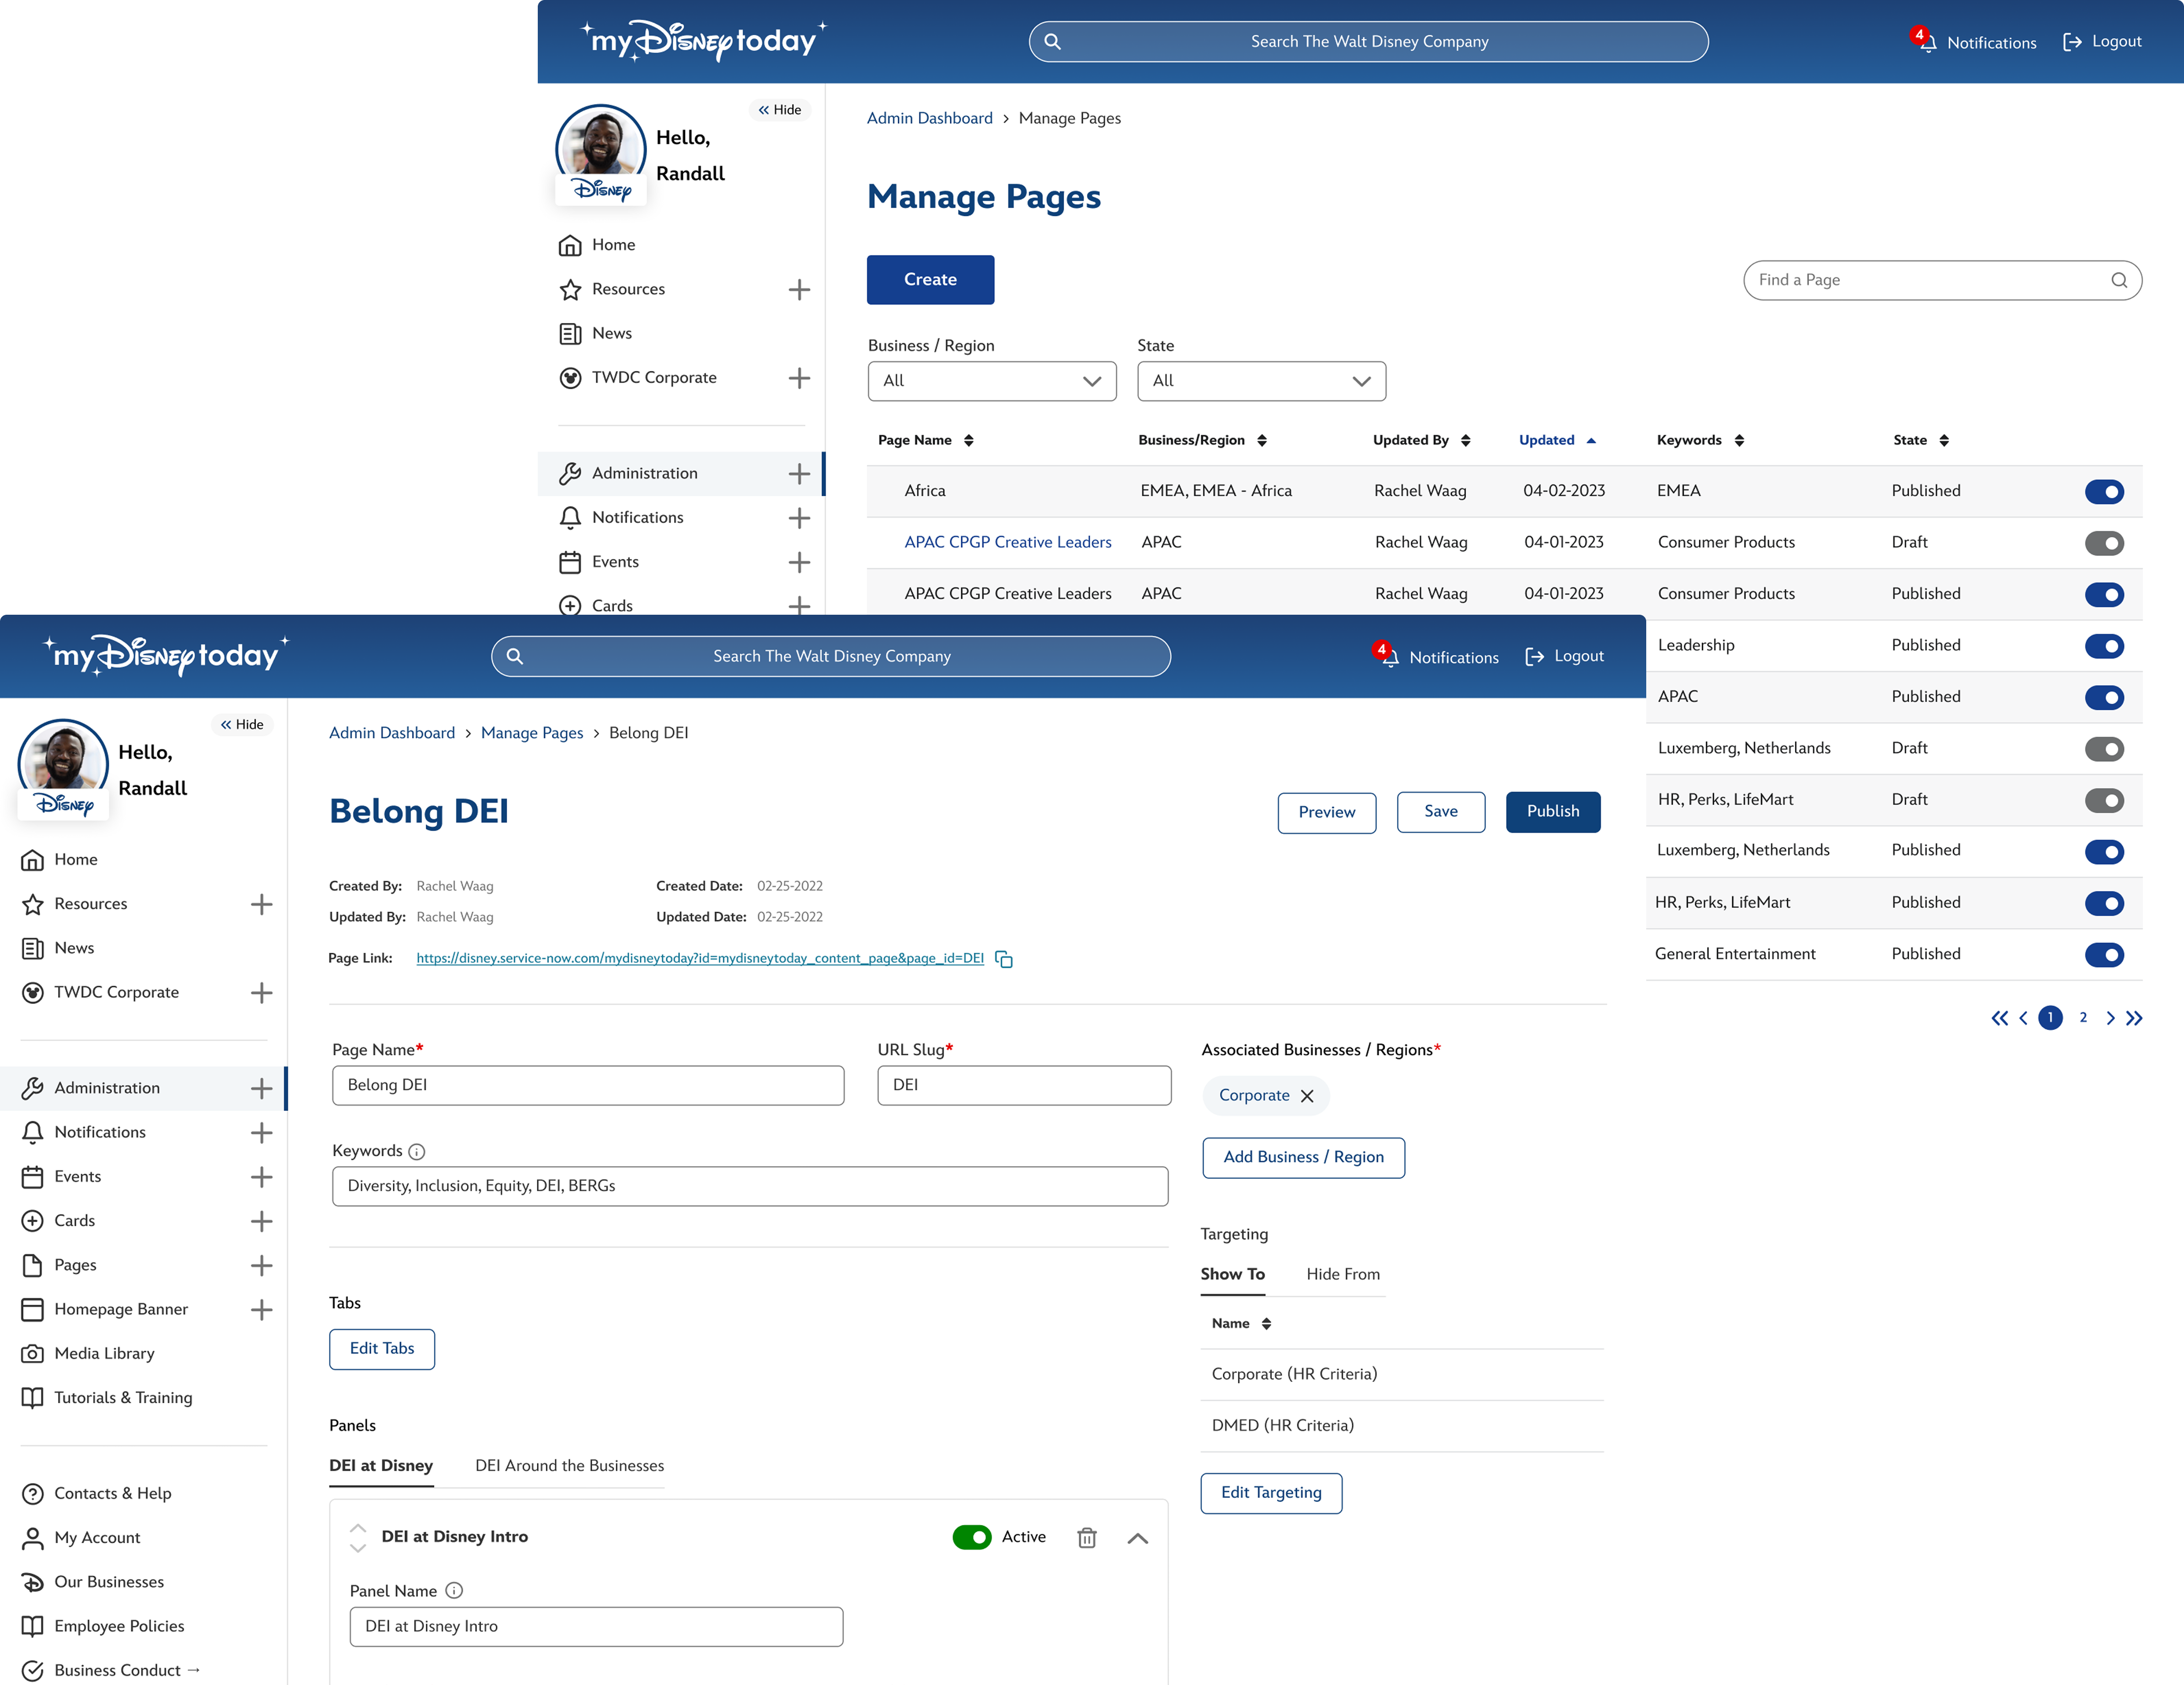 my Disney today
Search The Walt Disney Company
4
Notifications
Logout
Hide
Hello,
Randall
Disney
Home
Resources
News
TWDC Corporate
Administration
Notifications
Events
Cards
Admin Dashboard > Manage Pages
Manage Pages
Create
Find a Page
Business / Region
State
All
All
Page Name Business/Region Updated By Updated Keywords State
Africa EMEA, EMEA - Africa Rachel Waag 04-02-2023 EMEA Published
APAC CPGP Creative Leaders APAC Rachel Waag 04-01-2023 Consumer Products Draft
APAC CPGP Creative Leaders APAC Rachel Waag 04-01-2023 Consumer Products Published
Leadership Published
APAC Published
Luxemberg, Netherlands Draft
HR, Perks, LifeMart Draft
Luxemberg, Netherlands Published
HR, Perks, LifeMart Published
General Entertainment Published
1 2
my Disney today
Search The Walt Disney Company
4
Notifications
Logout
Hide
Hello,
Randall
Disney
Home
Resources
News
TWDC Corporate
Administration
Notifications
Events
Cards
Pages
Homepage Banner
Media Library
Tutorials & Training
Contacts & Help
My Account
Our Businesses
Employee Policies
Business Conduct →
Admin Dashboard > Manage Pages > Belong DEI
Belong DEI
Preview
Save
Publish
Created By: Rachel Waag Created Date: 02-25-2022
Updated By: Rachel Waag Updated Date: 02-25-2022
Page Link: https://disney.service-now.com/mydisneytoday?id=mydisneytoday_content_page&page_id=DEI
Page Name*
Belong DEI
URL Slug*
DEI
Keywords
Diversity, Inclusion, Equity, DEI, BERGs
Tabs
Edit Tabs
Panels
DEI at Disney DEI Around the Businesses
DEI at Disney Intro
Active
Panel Name
DEI at Disney Intro
Associated Businesses / Regions*
Corporate
Add Business / Region
Targeting
Show To Hide From
Name
Corporate (HR Criteria)
DMED (HR Criteria)
Edit Targeting